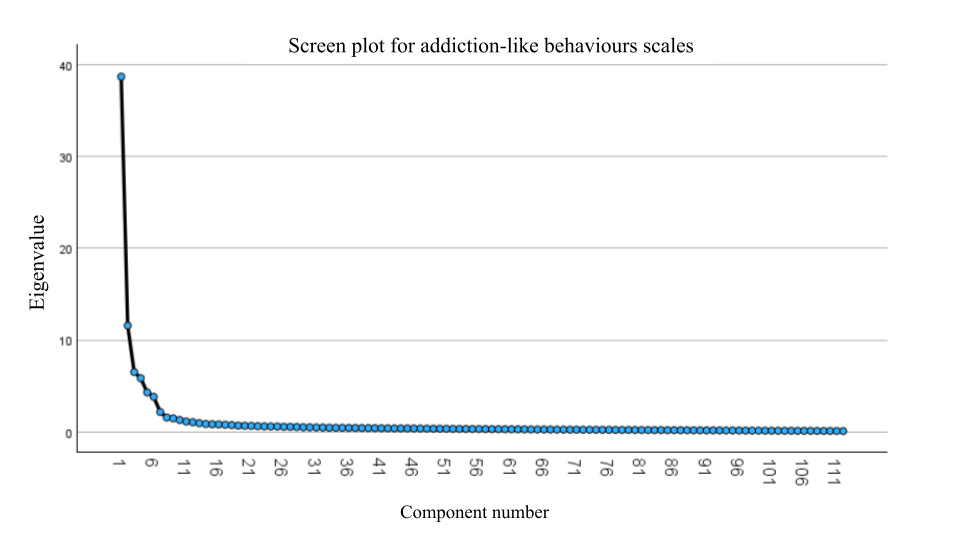 Screen plot for addiction-like behaviours scales
40
30
20
10
0
Eigenvalue
1 6 11 16 21 26 31 36 41 46 51 56 61 66 71 76 81 86 91 96 101 106 111
Component number